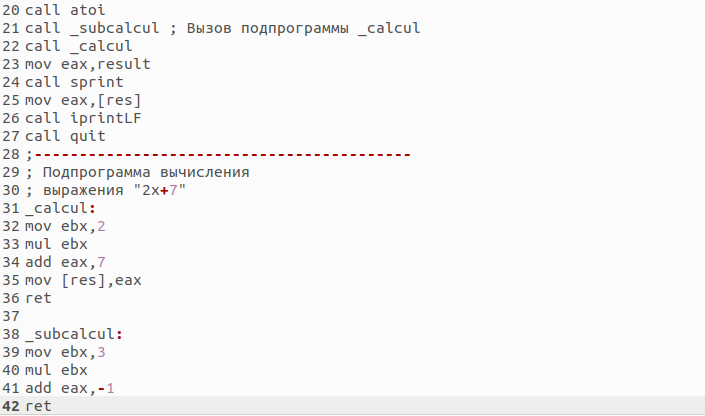 20 call atoi
21 call _subcalcul ; Вызов подпрограммы _calcul
22 call _calcul
23 mov eax,result
24 call sprint
25 mov eax,[res]
26 call iprintLF
27 call quit
28 ;------------------------------------------
29 ; Подпрограмма вычисления
30 ; выражения "2x+7"
31 _calcul:
32 mov ebx,2
33 mul ebx
34 add eax,7
35 mov [res],eax
36 ret
37
38 _subcalcul:
39 mov ebx,3
40 mul ebx
41 add eax,-1
42 ret